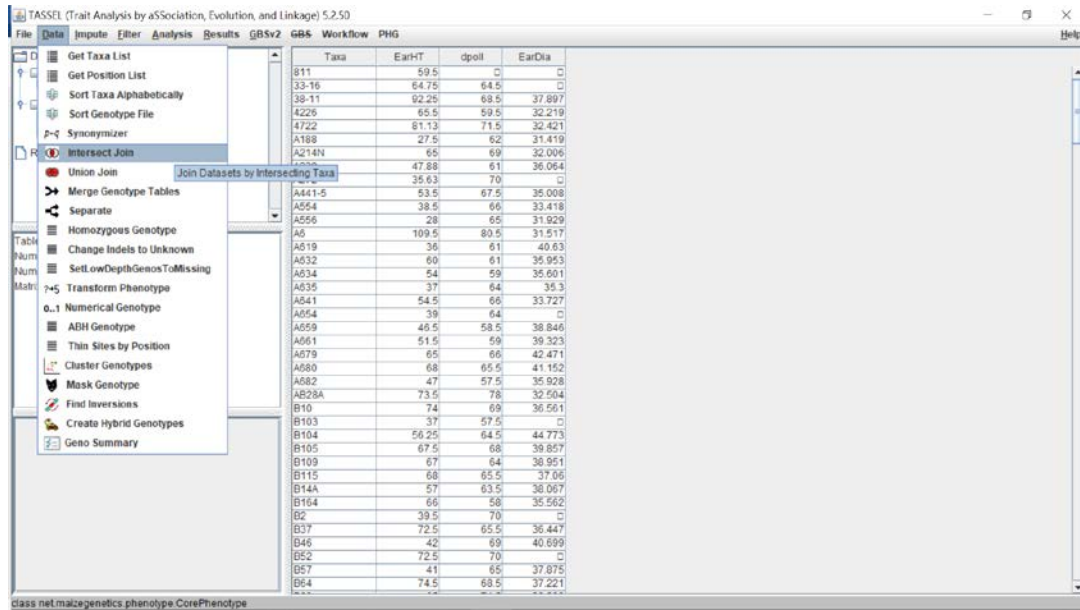 TASSEL (Trait Analysis by aSSociation, Evolution, and Linkage) 5.2.50
File Data Impute Filter Analysis Results GBSv2 GBS Workflow PHG Help
Get Taxa List
Get Position List
Sort Taxa Alphabetically
Sort Genotype File
Synonymizer
Intersect Join
Union Join
Merge Genotype Tables
Separate
Homozygous Genotype
Change Indels to Unknown
SetLowDepthGenosToMissing
Transform Phenotype
Numerical Genotype
ABH Genotype
Thin Sites by Position
Cluster Genotypes
Mask Genotype
Find Inversions
Create Hybrid Genotypes
Geno Summary
Join Datasets by Intersecting Taxa
Taxa EarHT dpoll EarDia
811 59.5
33-16 64.75 64.5
38-11 92.25 68.5 37.897
4226 65.5 59.5 32.219
4722 81.13 71.5 32.421
A188 27.5 62 31.419
A214N 65 69 32.006
47.88 61 36.064
35.63 70
A441-5 53.5 67.5 35.008
A554 38.5 66 33.418
A556 28 65 31.929
A6 109.5 80.5 31.517
A619 36 61 40.63
A632 60 61 35.953
A634 54 59 35.601
A635 37 64 35.3
A641 54.5 66 33.727
A654 39 64
A659 46.5 58.5 38.846
A661 51.5 59 39.323
A679 65 66 42.471
A680 68 65.5 41.152
A682 47 57.5 35.928
AB28A 73.5 78 32.504
B10 74 69 36.561
B103 37 57.5
B104 56.25 64.5 44.773
B105 67.5 68 39.857
B109 67 64 38.951
B115 68 65.5 37.06
B14A 57 63.5 38.067
B164 66 58 35.562
B2 39.5 70
B37 72.5 65.5 36.447
B46 42 69 40.699
B52 72.5 70
B57 41 65 37.875
B64 74.5 68.5 37.221
class net.maizegenetics.phenotype.CorePhenotype